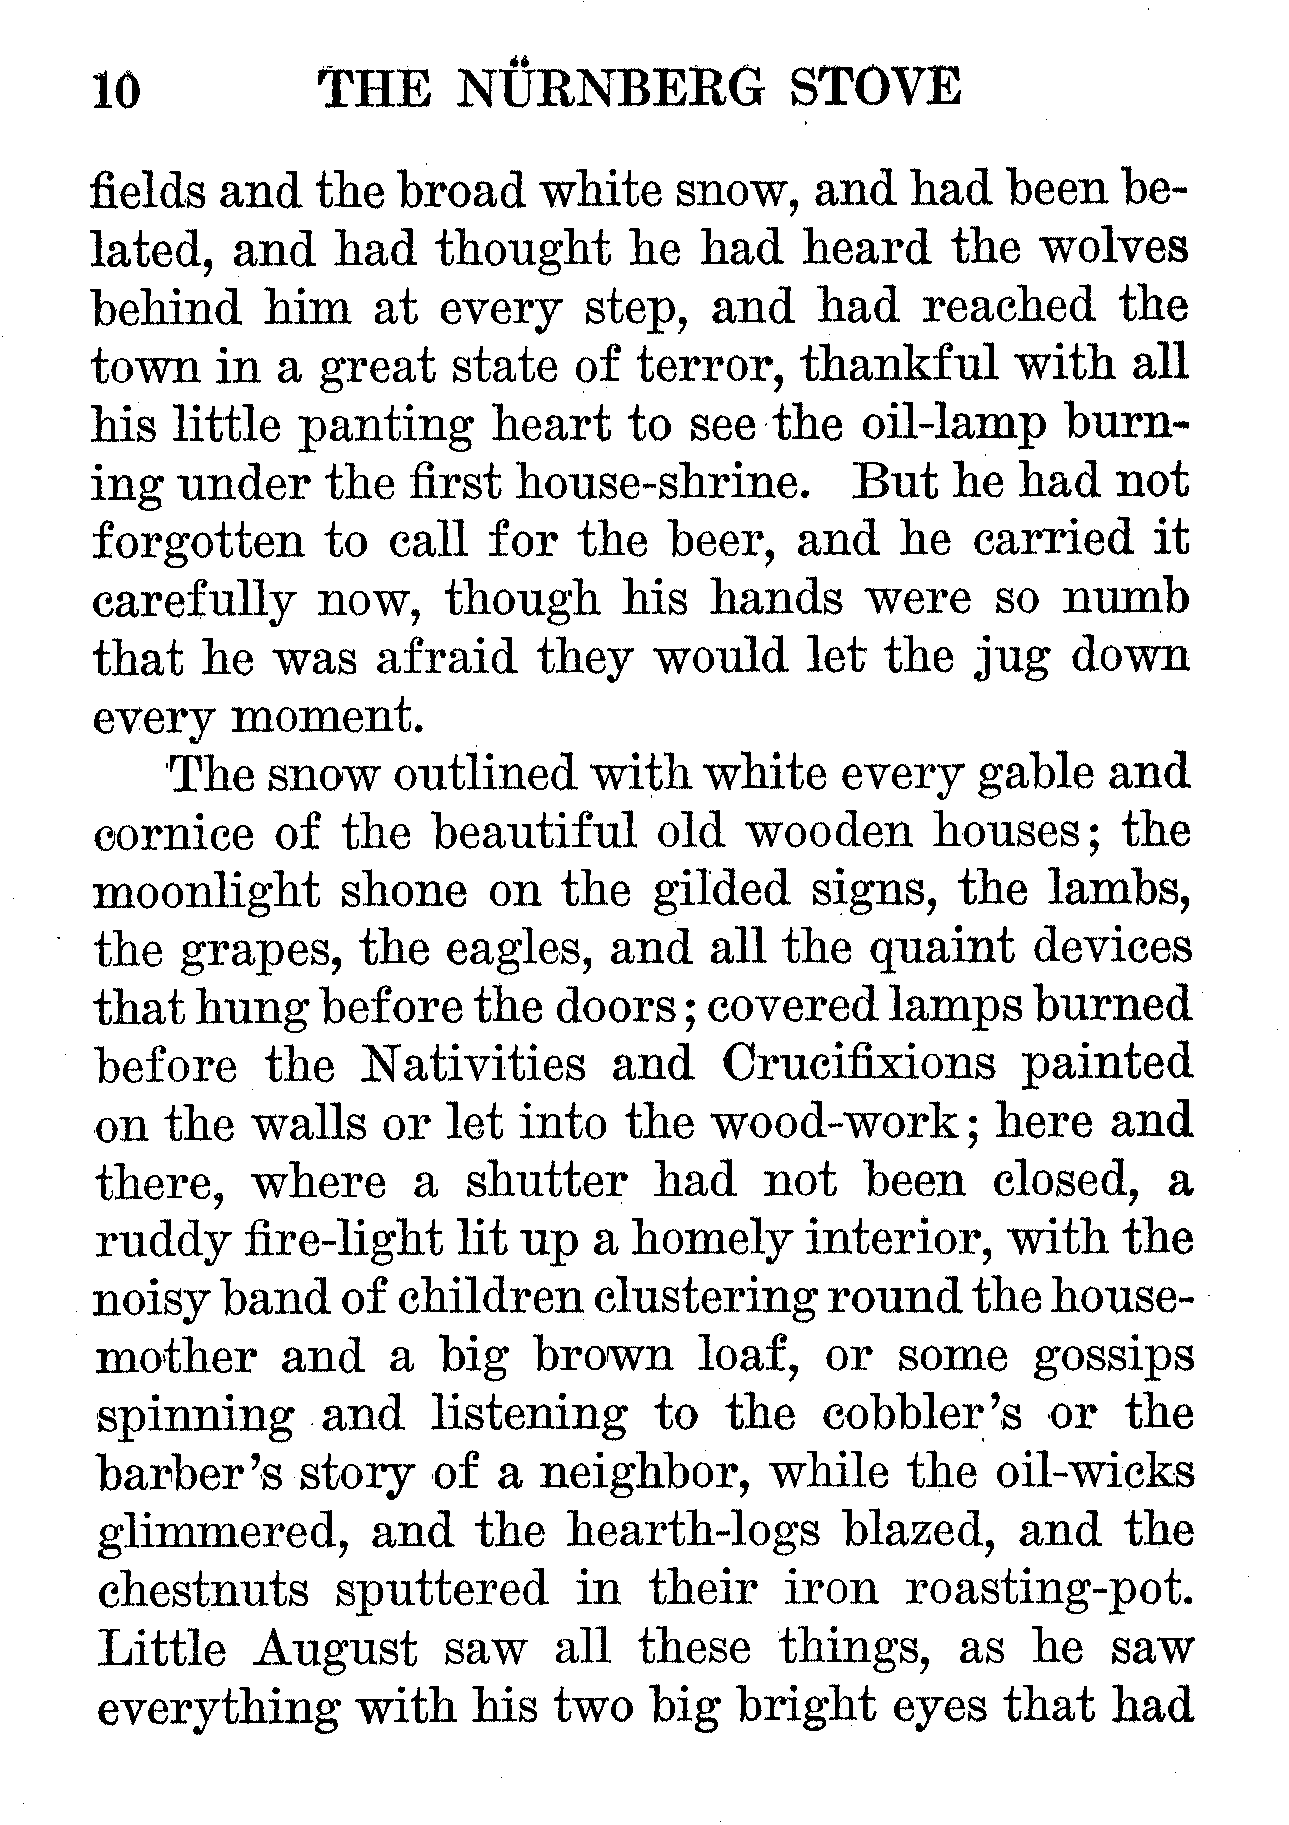 10 THE NÜRNBERG STOVE
fields and the broad white snow, and had been be-
lated, and had thought he had heard the wolves
behind him at every step, and had reached the
town in a great state of terror, thankful with all
his little panting heart to see the oil-lamp burn-
ing under the first house-shrine. But he had not
forgotten to call for the beer, and he carried it
carefully now, though his hands were so numb
that he was afraid they would let the jug down
every moment.
The snow outlined with white every gable and
cornice of the beautiful old wooden houses; the
moonlight shone on the gilded signs, the lambs,
the grapes, the eagles, and all the quaint devices
that hung before the doors; covered lamps burned
before the Nativities and Crucifixions painted
on the walls or let into the wood-work; here and
there, where a shutter had not been closed, a
ruddy fire-light lit up a homely interior, with the
noisy band of children clustering round the house-
mother and a big brown loaf, or some gossips
spinning and listening to the cobbler's or the
barber's story of a neighbor, while the oil-wicks
glimmered, and the hearth-logs blazed, and the
chestnuts sputtered in their iron roasting-pot.
Little August saw all these things, as he saw
everything with his two big bright eyes that had